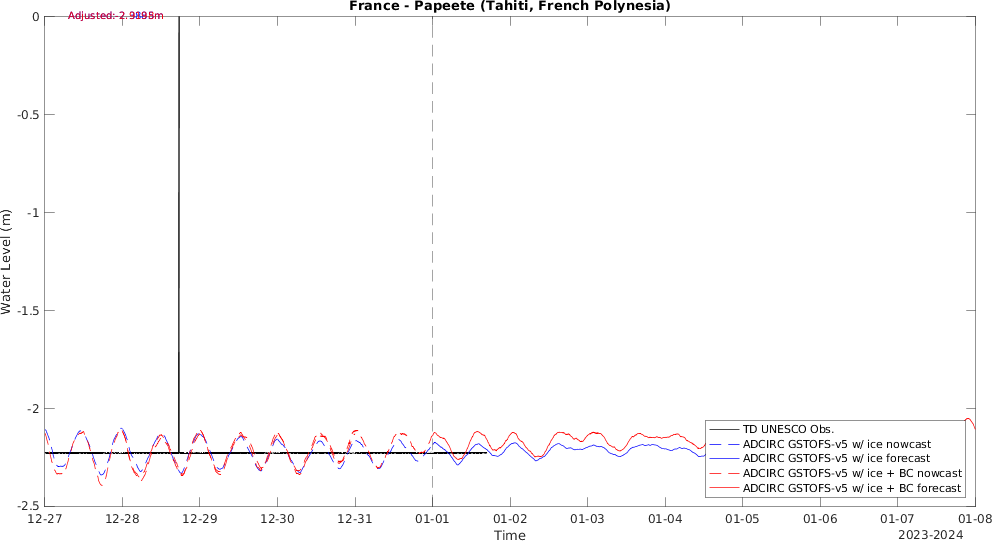 France - Papeete (Tahiti, French Polynesia)
Adjusted:
0
-0.5
-1
-1.5
-2
-2.5
Water Level (m)
TD UNESCO Obs.
ADCIRC GSTOFS-v5 w/ ice nowcast
ADCIRC GSTOFS-v5 w/ ice forecast
ADCIRC GSTOFS-v5 w/ ice + BC nowcast
ADCIRC GSTOFS-v5 w/ ice + BC forecast
12-27 12-28 12-29 12-30 12-31 01-01 01-02 01-03 01-04 01-05 01-06 01-07 01-08
Time
2023-2024